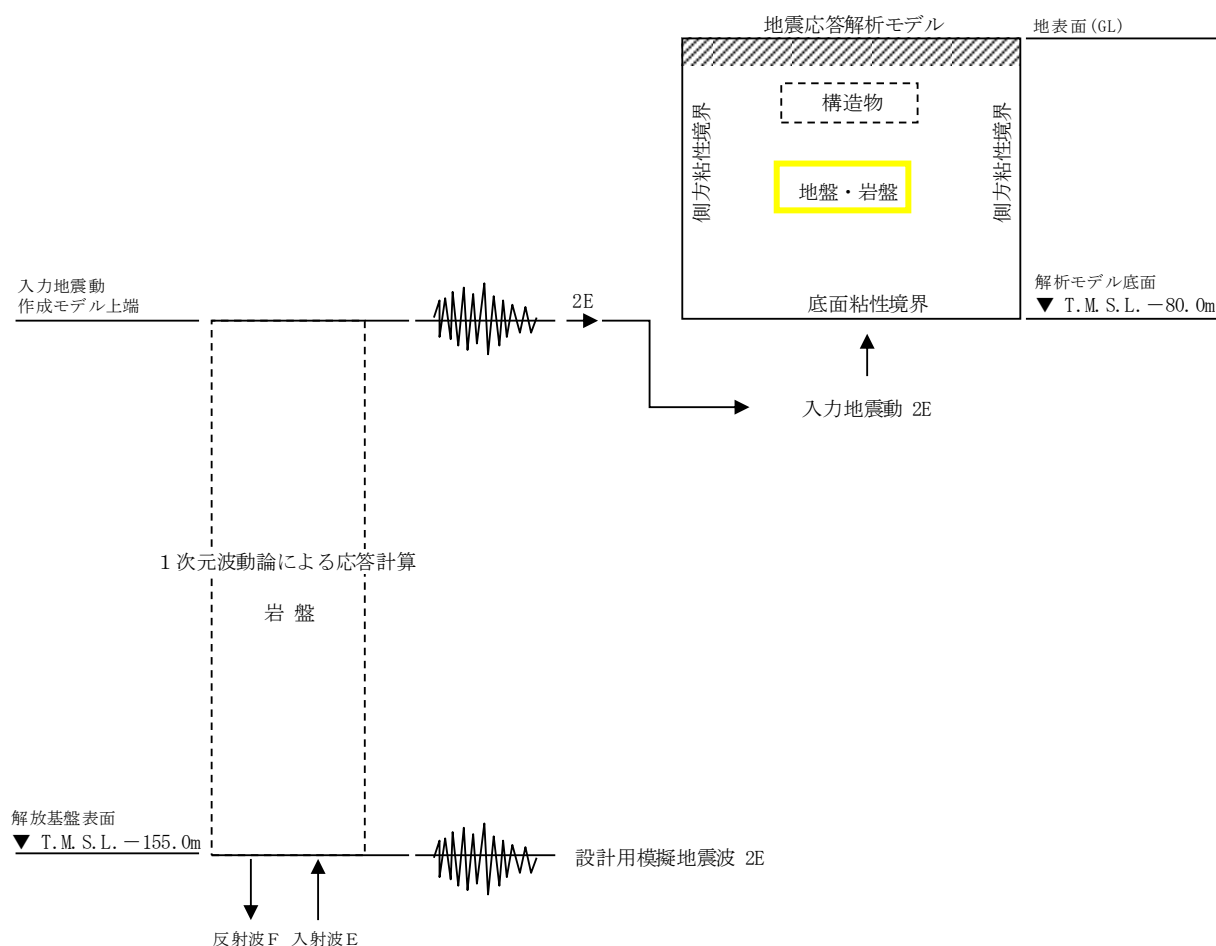 地震応答解析モデル
地表面(GL)
構造物
側方粘性境界
側方粘性境界
地盤・岩盤
入力地震動
作成モデル上端
2E
底面粘性境界
解析モデル底面
▼ T.M.S.L.－80.0m
入力地震動 2E
1次元波動論による応答計算
岩 盤
解放基盤表面
▼ T.M.S.L.－155.0m
設計用模擬地震波 2E
反射波F 入射波E